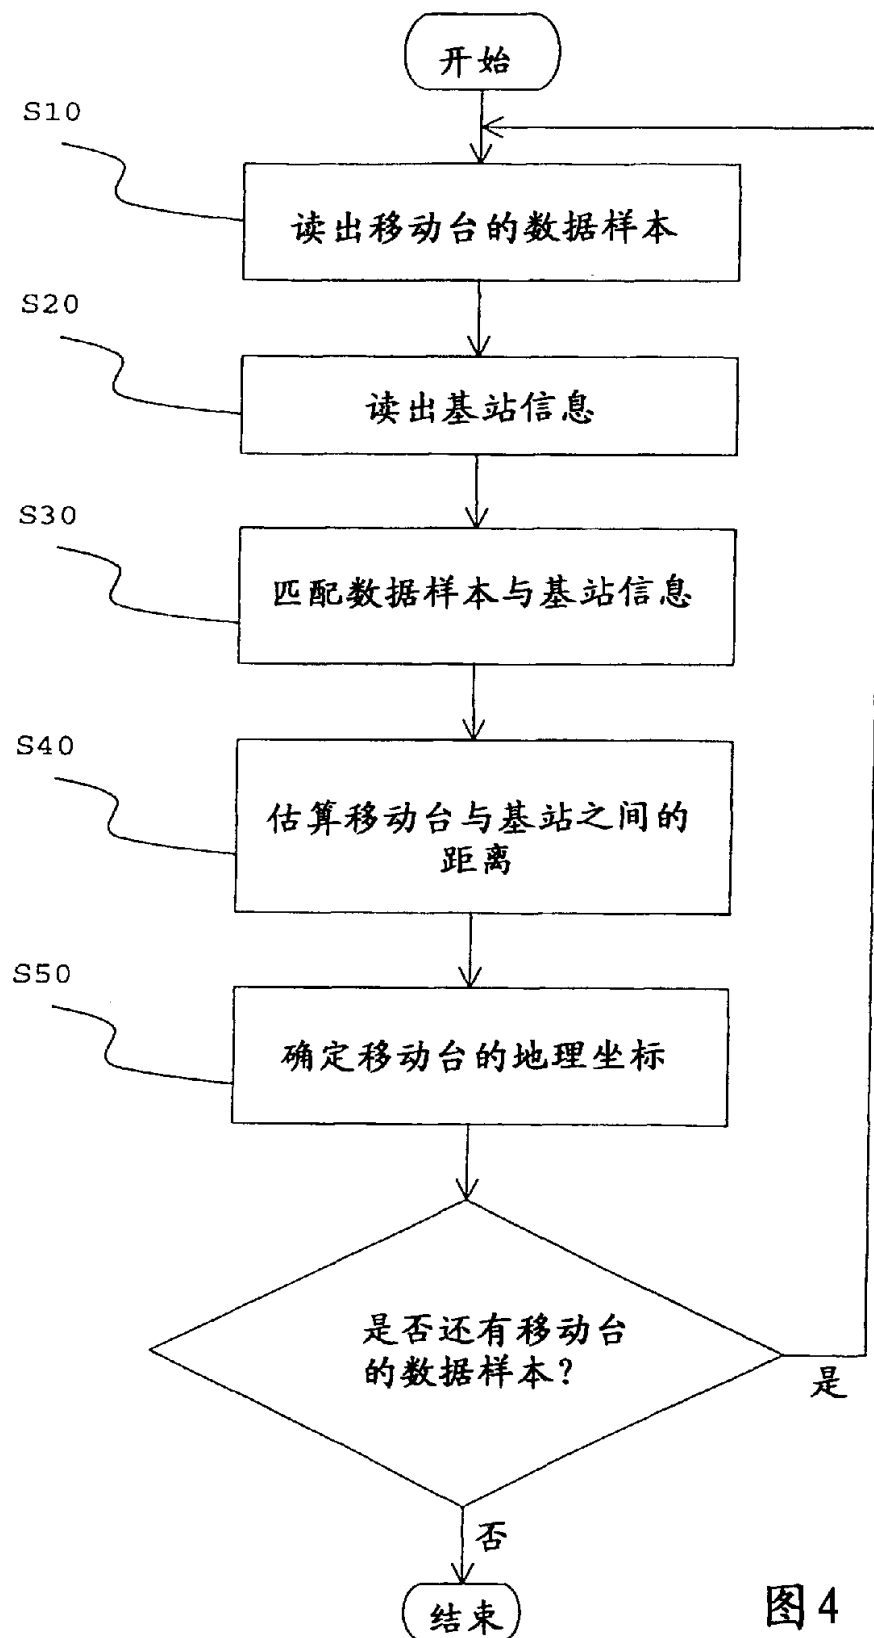 开始
S10
读出移动台的数据样本
S20
读出基站信息
S30
匹配数据样本与基站信息
S40
估算移动台与基站之间的
距离
S50
确定移动台的地理坐标
是否还有移动台
的数据样本?
是
否
结束
图4